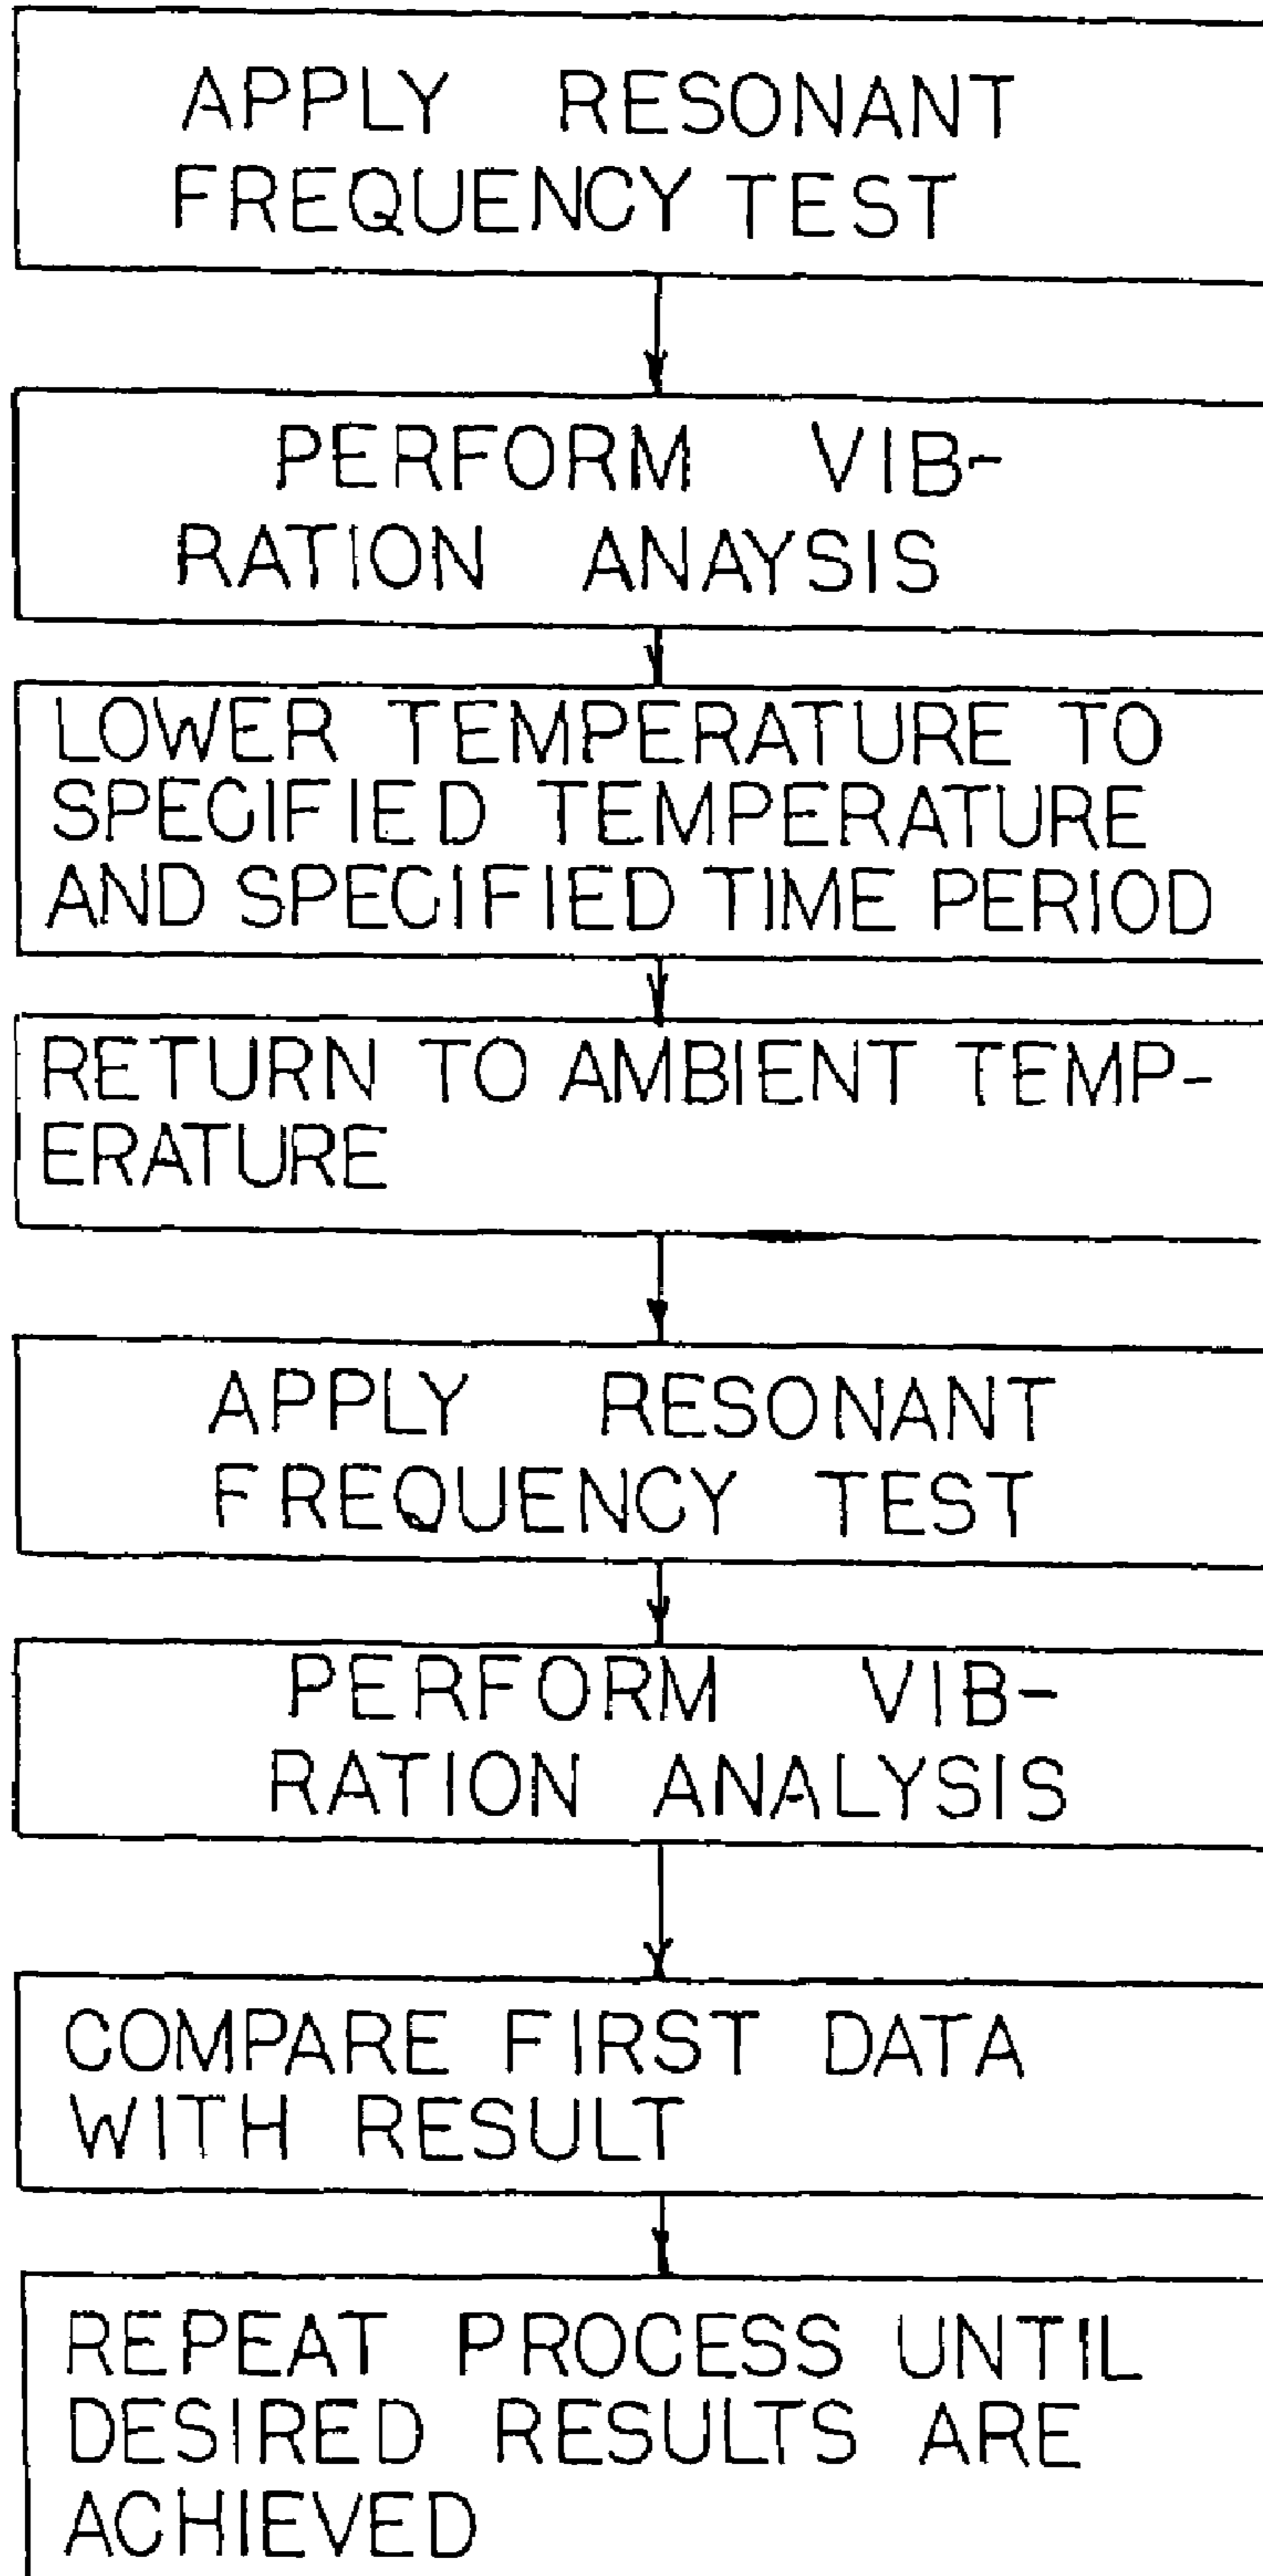 APPLY RESONANT
FREQUENCY TEST
PERFORM VIB-
RATION ANAYSIS
LOWER TEMPERATURE TO
SPECIFIED TEMPERATURE
AND SPECIFIED TIME PERIOD
RETURN TO AMBIENT TEMP-
ERATURE
APPLY RESONANT
FREQUENCY TEST
PERFORM VIB-
RATION ANALYSIS
COMPARE FIRST DATA
WITH RESULT
REPEAT PROCESS UNTIL
DESIRED RESULTS ARE
ACHIEVED